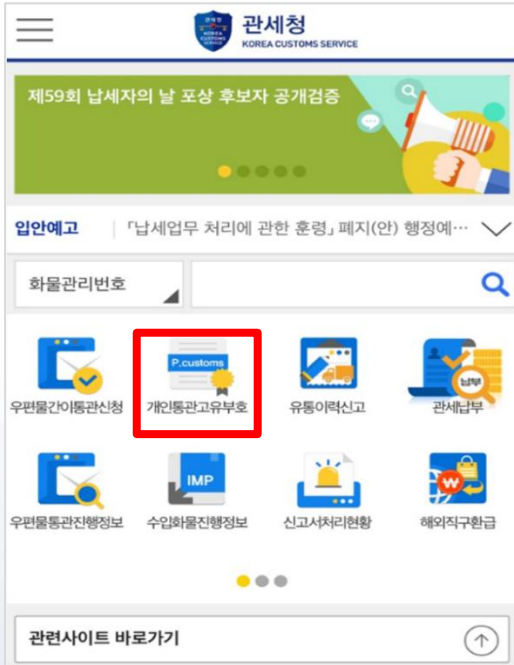 관세청
KOREA CUSTOMS SERVICE
제59회 납세자의 날 포상 후보자 공개검증
입안예고 「납세업무 처리에 관한 훈령」 폐지(안) 행정예…
화물관리번호
P.customs
납부
우편물간이통관신청 개인통관고유부호 유통이력신고 관세납부
IMP
우편물통관진행정보 수입화물진행정보 신고서처리현황 해외직구환급
관련사이트 바로가기